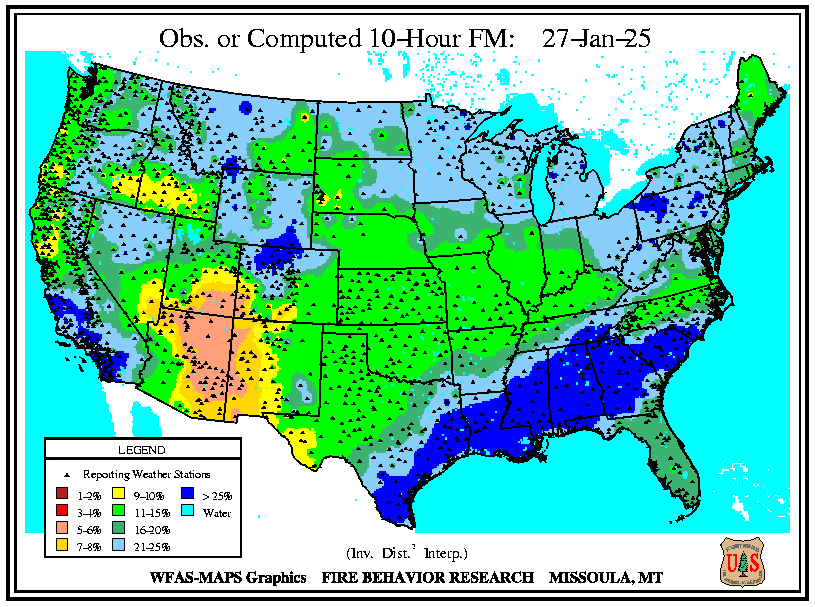 Obs. or Computed 10-Hour FM: 27-Jan-25
LEGEND
Reporting Weather Stations
1-2% 9-10% > 25%
3-4% 11-15% Water
5-6% 16-20%
7-8% 21-25%
(Inv. Dist.² Interp.)
WFAS-MAPS Graphics FIRE BEHAVIOR RESEARCH MISSOULA, MT
U S